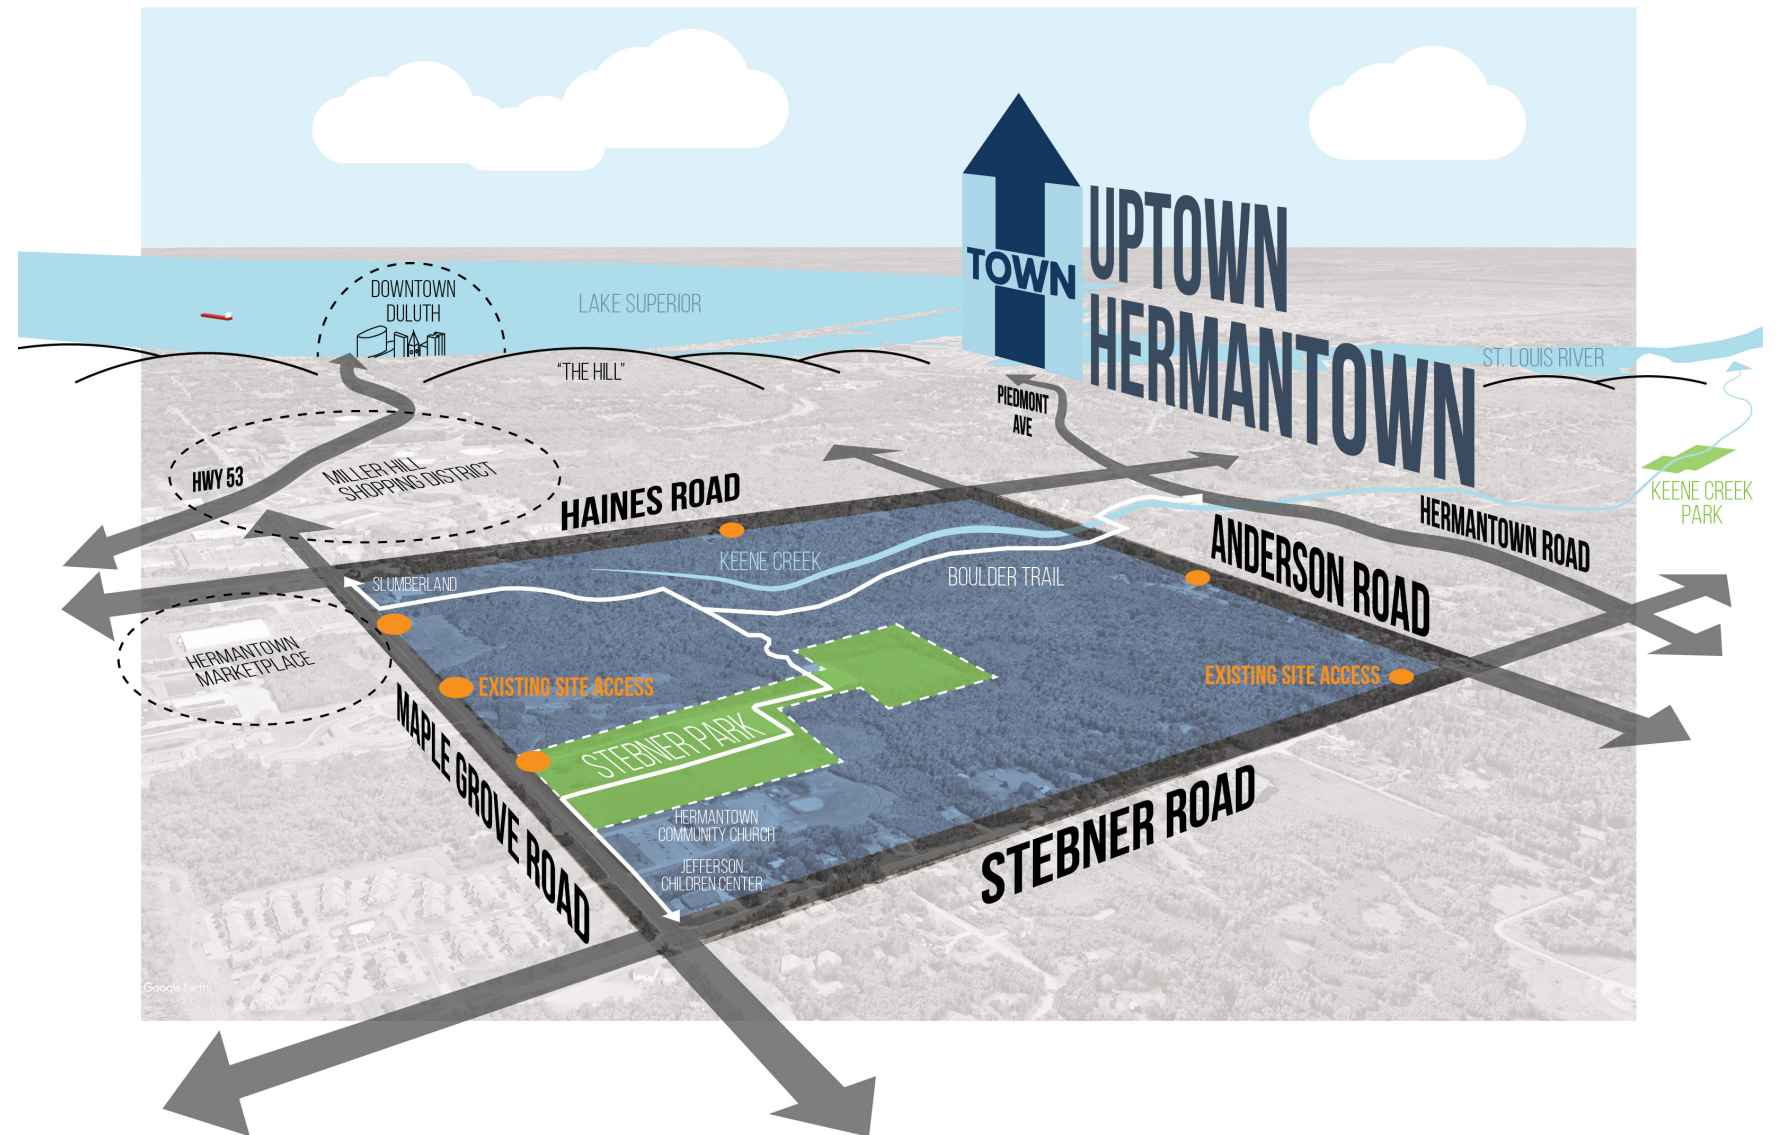 UPTOWN
HERMANTOWN
TOWN
DOWNTOWN
DULUTH
LAKE SUPERIOR
"THE HILL"
ST. LOUIS RIVER
PIEDMONT
AVE
HWY 53
MILLER HILL
SHOPPING DISTRICT
HAINES ROAD
KEENE CREEK
PARK
HERMANTOWN ROAD
ANDERSON ROAD
KEENE CREEK
BOULDER TRAIL
SLUMBERLAND
HERMANTOWN
MARKETPLACE
EXISTING SITE ACCESS
EXISTING SITE ACCESS
MAPLE GROVE ROAD
STEBNER PARK
HERMANTOWN
COMMUNITY CHURCH
JEFFERSON
CHILDREN CENTER
STEBNER ROAD
Google Earth